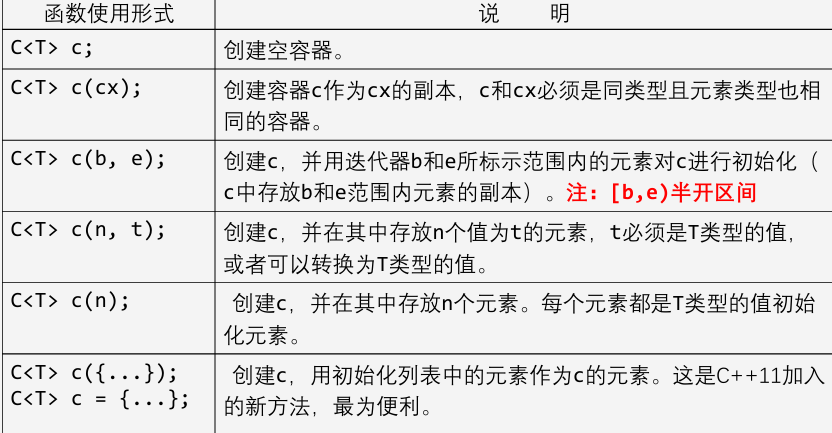 函数使用形式 说 明
C<T> c; 创建空容器。
C<T> c(cx); 创建容器c作为cx的副本，c和cx必须是同类型且元素类型也相
同的容器。
C<T> c(b, e); 创建c，并用迭代器b和e所标示范围内的元素对c进行初始化（
c中存放b和e范围内元素的副本）。注：[b,e)半开区间
C<T> c(n, t); 创建c，并在其中存放n个值为t的元素，t必须是T类型的值，
或者可以转换为T类型的值。
C<T> c(n); 创建c，并在其中存放n个元素。每个元素都是T类型的值初始
化元素。
C<T> c({...}); 创建c，用初始化列表中的元素作为c的元素。这是C++11加入
C<T> c = {...}; 的新方法，最为便利。